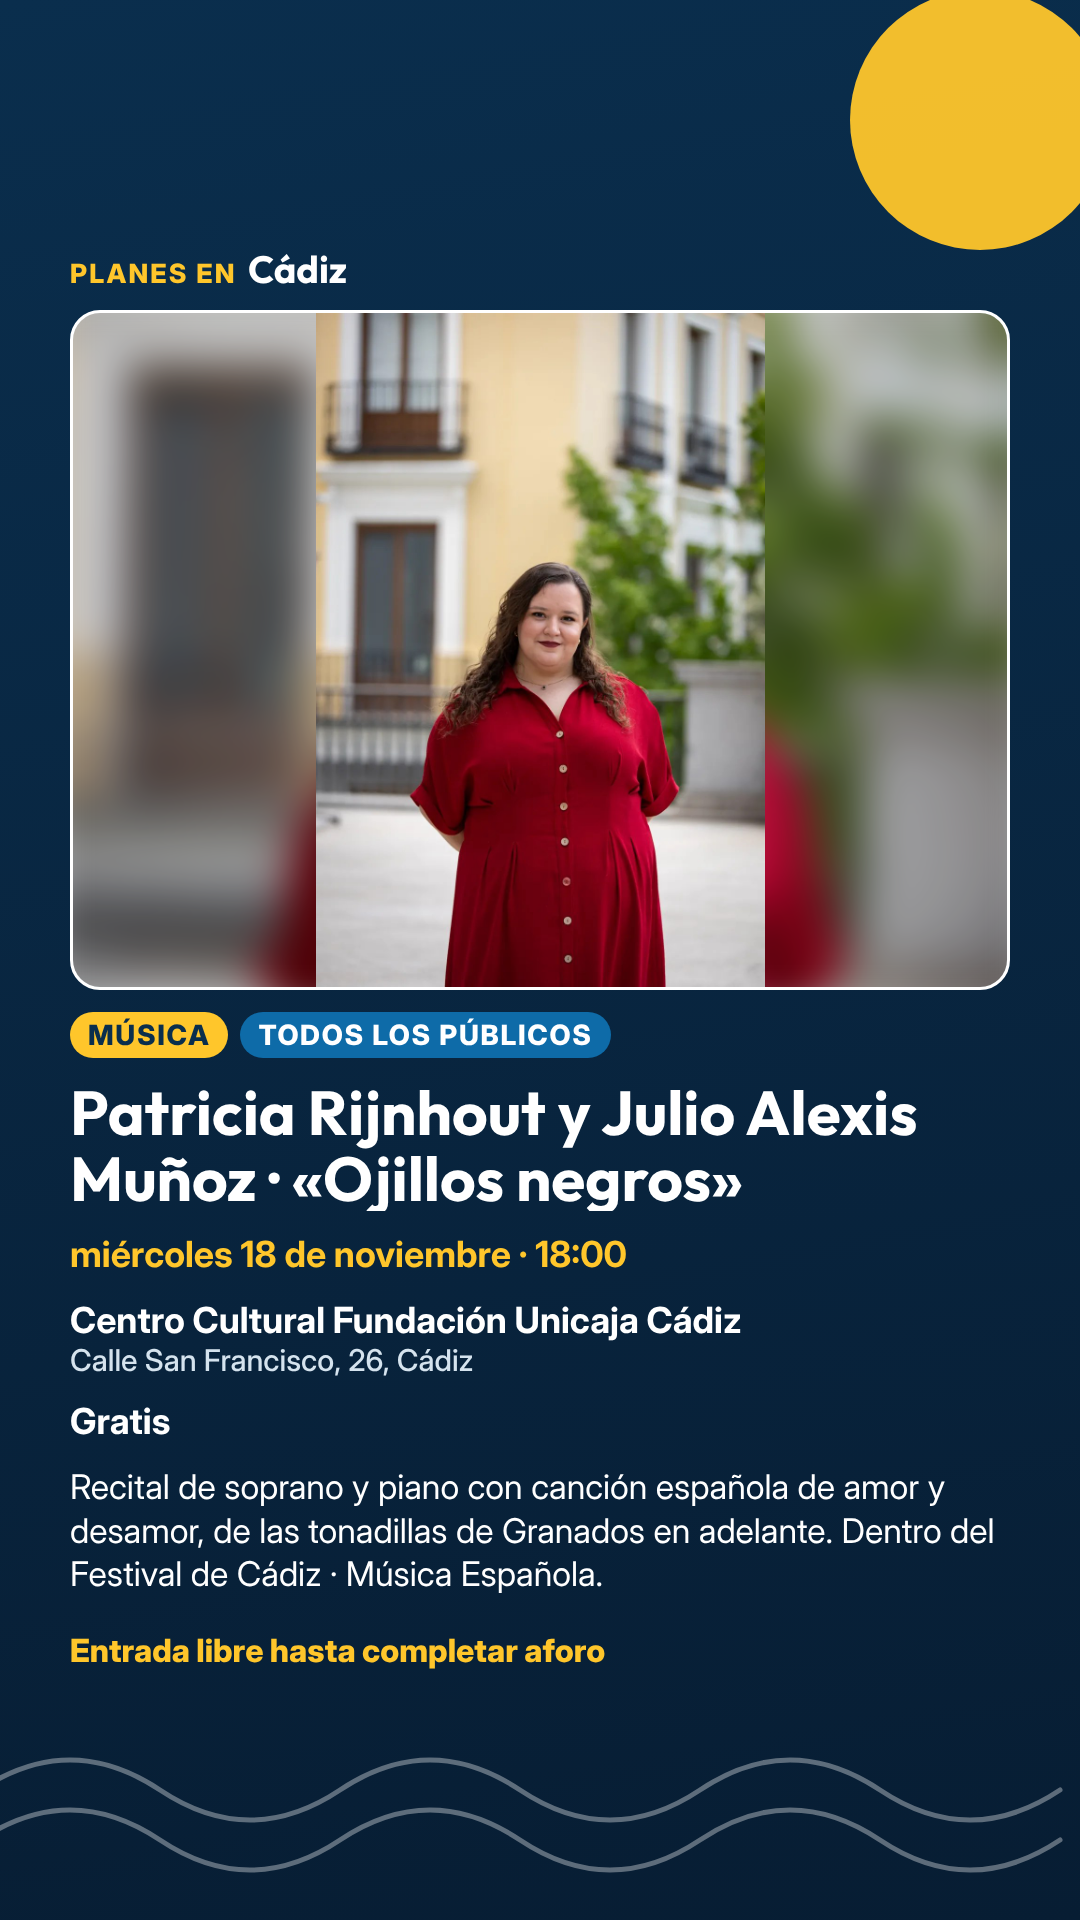 PLANES EN Cádiz
MÚSICA TODOS LOS PÚBLICOS
Patricia Rijnhout y Julio Alexis
Muñoz · «Ojillos negros»
miércoles 18 de noviembre · 18:00
Centro Cultural Fundación Unicaja Cádiz
Calle San Francisco, 26, Cádiz
Gratis
Recital de soprano y piano con canción española de amor y
desamor, de las tonadillas de Granados en adelante. Dentro del
Festival de Cádiz · Música Española.
Entrada libre hasta completar aforo